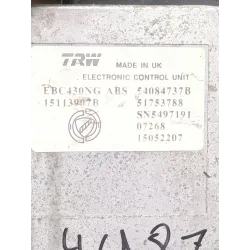 TRW
MADE IN UK
ELECTRONIC CONTROL UNIT
EBC430NG ABS 54084737B
15113907B 51753788
SN5497191
07268
15052207